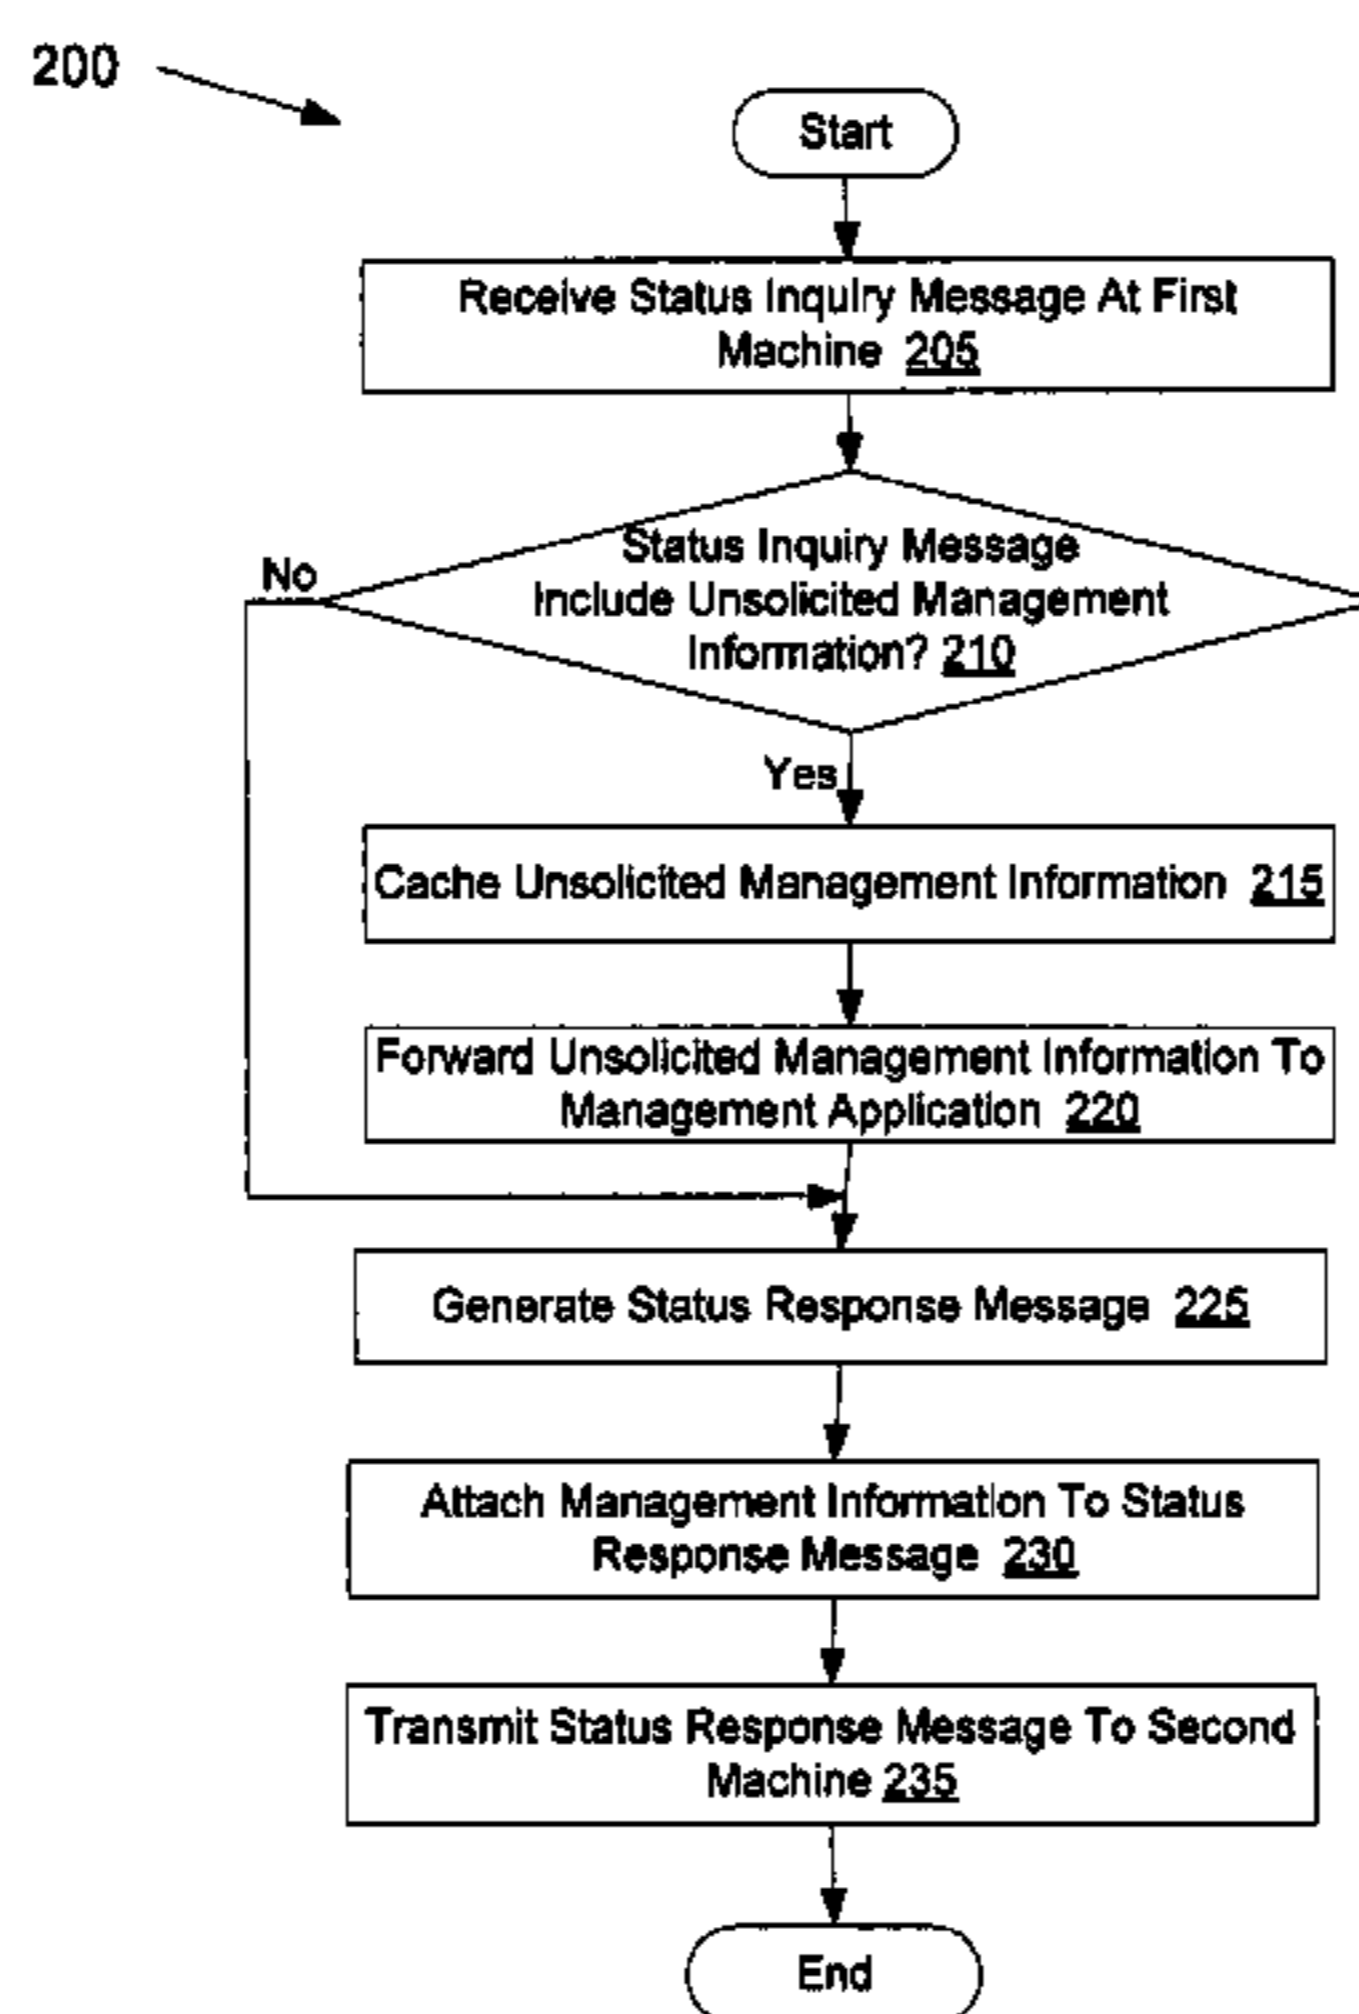 200
Start
Receive Status Inquiry Message At First
Machine 205
Status Inquiry Message
Include Unsolicited Management
Information? 210
No
Yes
Cache Unsolicited Management Information 215
Forward Unsolicited Management Information To
Management Application 220
Generate Status Response Message 225
Attach Management Information To Status
Response Message 230
Transmit Status Response Message To Second
Machine 235
End